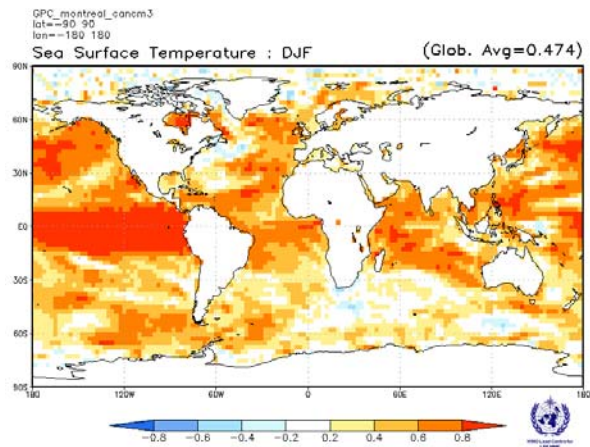 GPC_montreal_cancm3
lat=-90 90
lon=-180 180
Sea Surface Temperature : DJF (Glob. Avg=0.474)
90N
60N
30N
EQ
30S
60S
90S
180 120W 60W 0 60E 120E 180
-0.8 -0.6 -0.4 -0.2 0.2 0.4 0.6 0.8